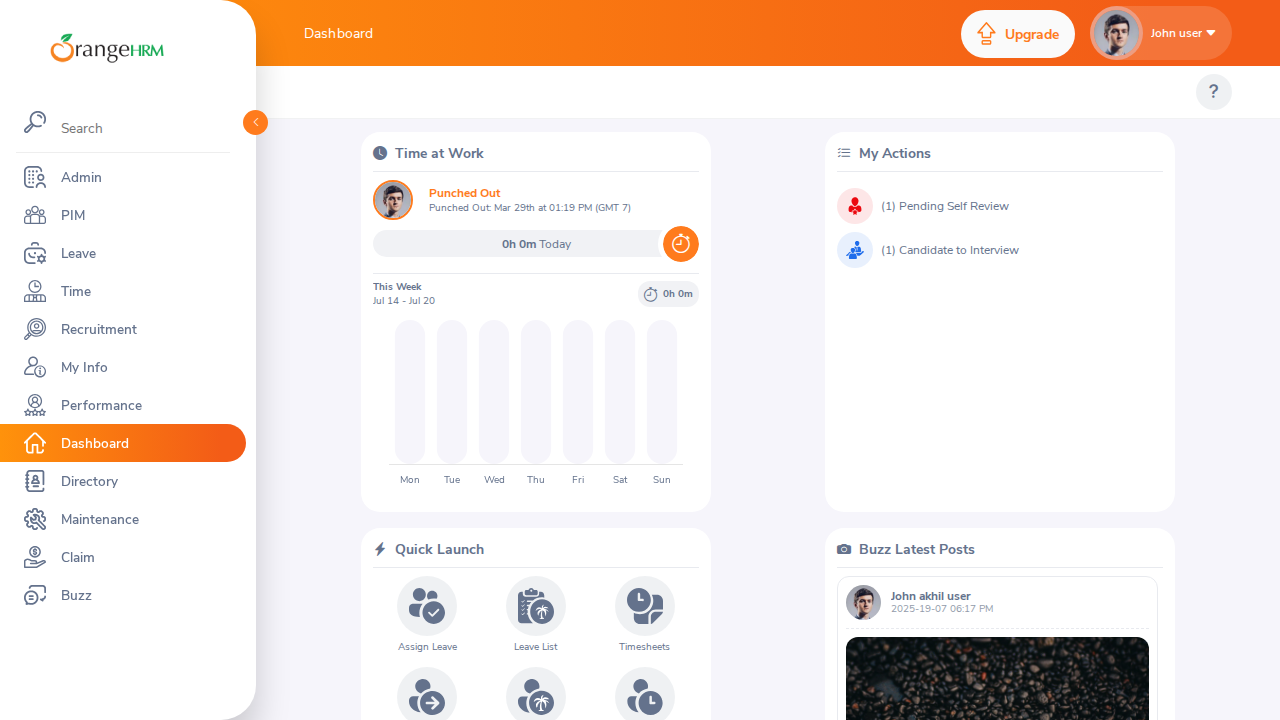 OrangeHRM
Dashboard
Upgrade
John user
?
Search
Admin
PIM
Leave
Time
Recruitment
My Info
Performance
Dashboard
Directory
Maintenance
Claim
Buzz
Time at Work
Punched Out
Punched Out: Mar 29th at 01:19 PM (GMT 7)
0h 0m Today
This Week
Jul 14 - Jul 20
0h 0m
Mon Tue Wed Thu Fri Sat Sun
My Actions
(1) Pending Self Review
(1) Candidate to Interview
Quick Launch
Assign Leave
Leave List
Timesheets
Buzz Latest Posts
John akhil user
2025-19-07 06:17 PM